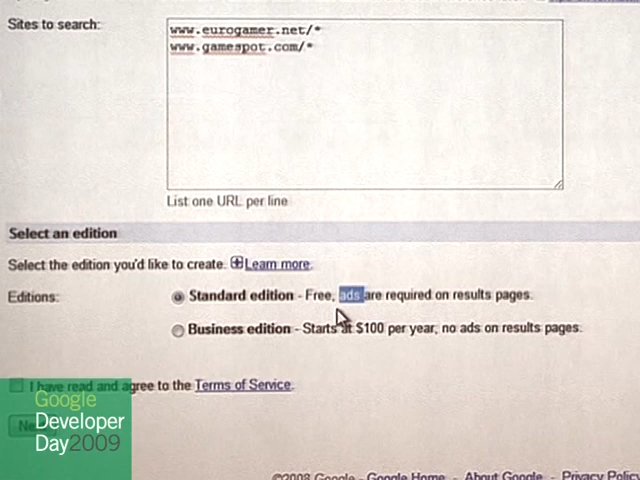 Sites to search:
www.eurogamer.net/*
www.gamespot.com/*
List one URL per line
Select an edition
Select the edition you'd like to create. Learn more.
Editions:
Standard edition - Free, ads are required on results pages.
Business edition - Starts at $100 per year, no ads on results pages.
I have read and agree to the Terms of Service.
Google
Developer
Day2009
©2008 Google - Google Home - About Google - Privacy Policy